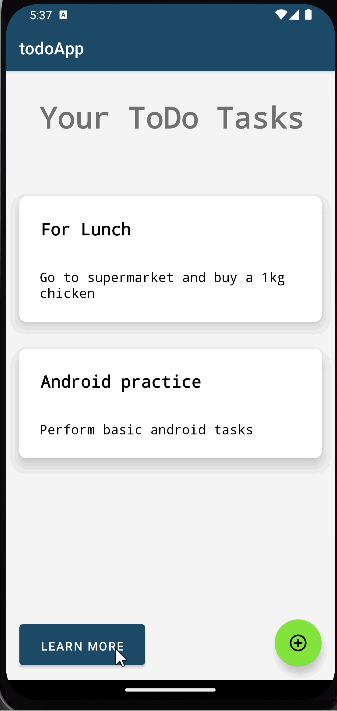 5:37 A
todoApp
Your ToDo Tasks
For Lunch
Go to supermarket and buy a 1kg
chicken
Android practice
Perform basic android tasks
LEARN MORE